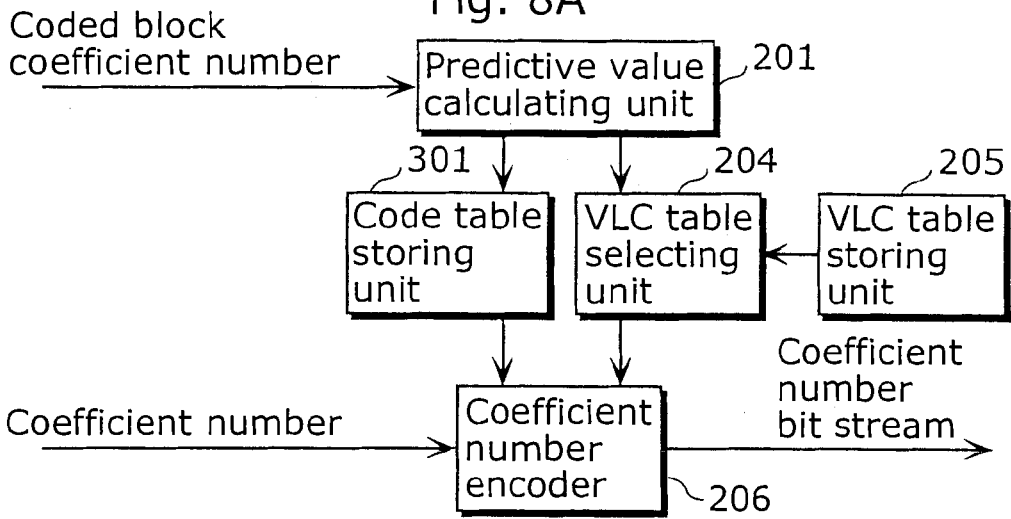 Fig. 8A
Coded block
coefficient number
Predictive value
calculating unit
201
301
204
205
Code table
storing
unit
VLC table
selecting
unit
VLC table
storing
unit
Coefficient number
Coefficient
number
encoder
206
Coefficient
number
bit stream